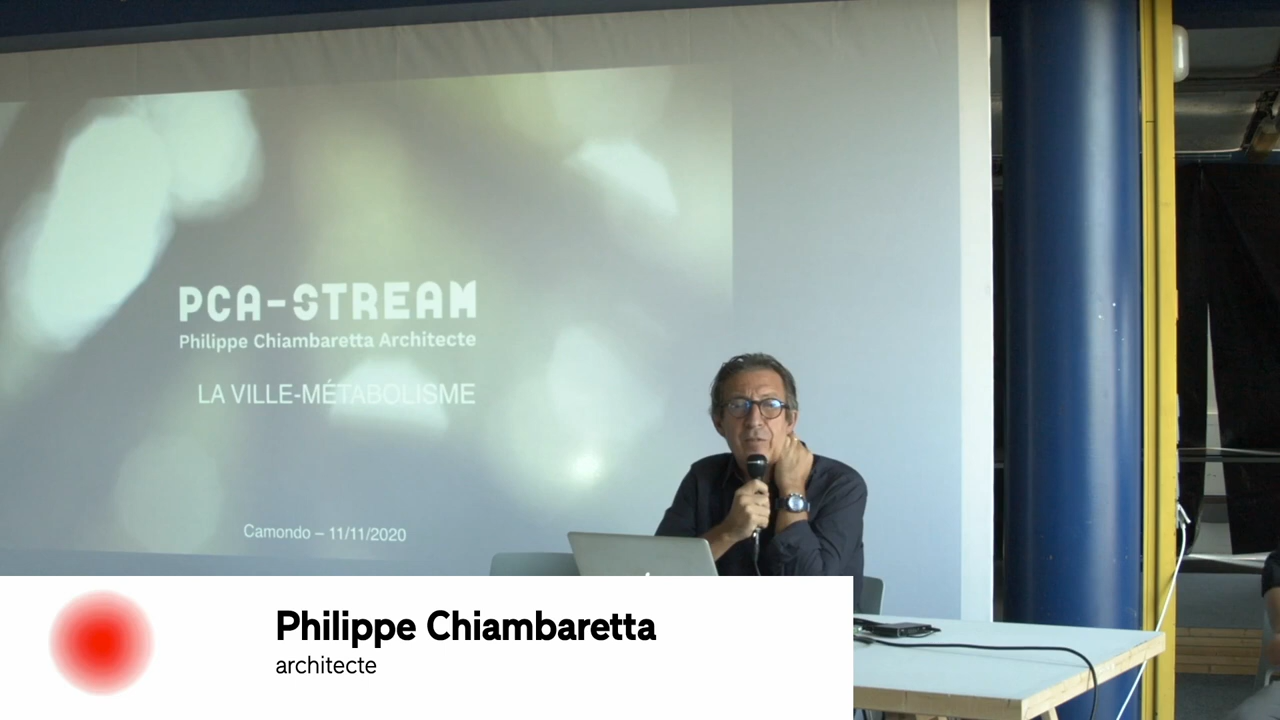 PCA-STREAM
Philippe Chiambaretta Architecte
LA VILLE-MÉTABOLISME
Camondo – 11/11/2020
Philippe Chiambaretta
architecte